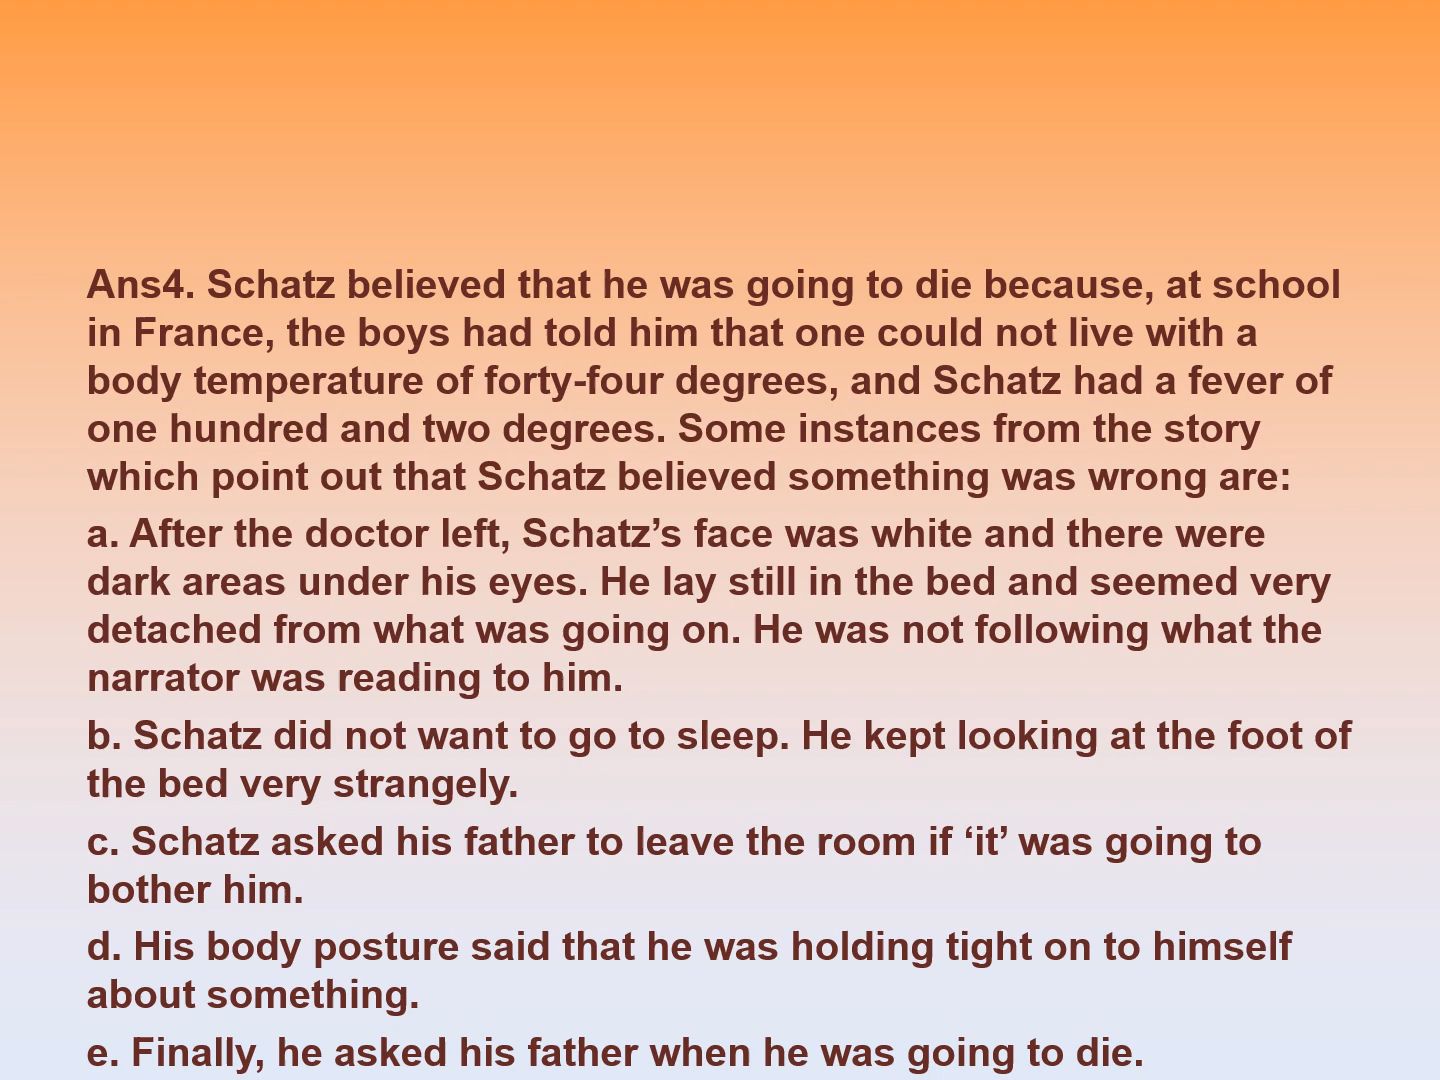 Ans4. Schatz believed that he was going to die because, at school
in France, the boys had told him that one could not live with a
body temperature of forty-four degrees, and Schatz had a fever of
one hundred and two degrees. Some instances from the story
which point out that Schatz believed something was wrong are:
a. After the doctor left, Schatz’s face was white and there were
dark areas under his eyes. He lay still in the bed and seemed very
detached from what was going on. He was not following what the
narrator was reading to him.
b. Schatz did not want to go to sleep. He kept looking at the foot of
the bed very strangely.
c. Schatz asked his father to leave the room if ‘it’ was going to
bother him.
d. His body posture said that he was holding tight on to himself
about something.
e. Finally, he asked his father when he was going to die.